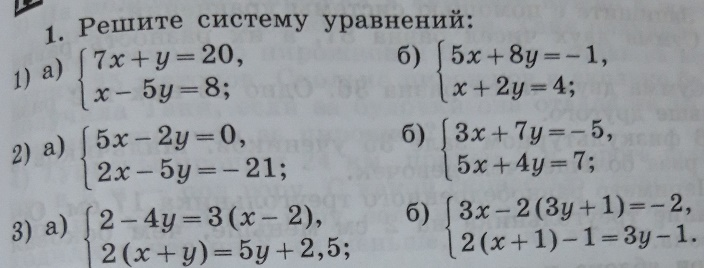 1. Решите систему уравнений:
1) а) { 7x + y = 20, б) { 5x + 8y = – 1,
x – 5y = 8; x + 2y = 4;
2) а) { 5x – 2y = 0, б) { 3x + 7y = – 5,
2x – 5y = – 21; 5x + 4y = 7;
3) а) { 2 – 4y = 3 (x – 2), б) { 3x – 2 (3y + 1) = – 2,
2 (x + y) = 5y + 2,5; 2 (x + 1) – 1 = 3y – 1.